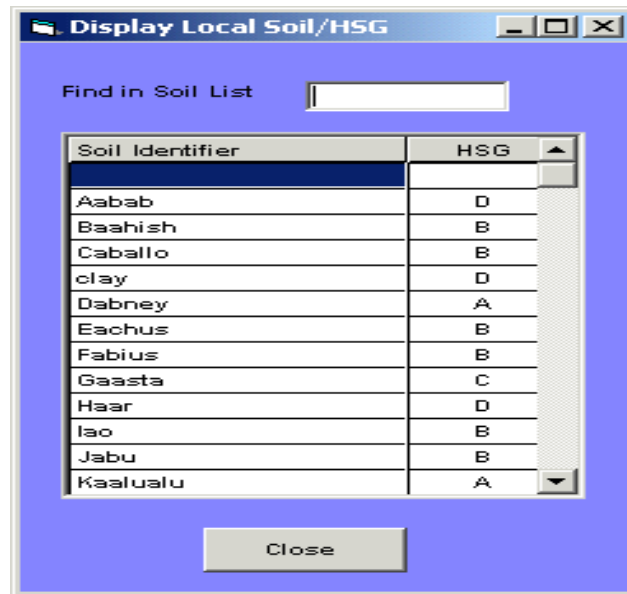 Display Local Soil/HSG
Find in Soil List
Soil Identifier HSG
Aabab D
Baahish B
Caballo B
clay D
Dabney A
Eachus B
Fabius B
Gaasta C
Haar D
Iao B
Jabu B
Kaalualu A
Close